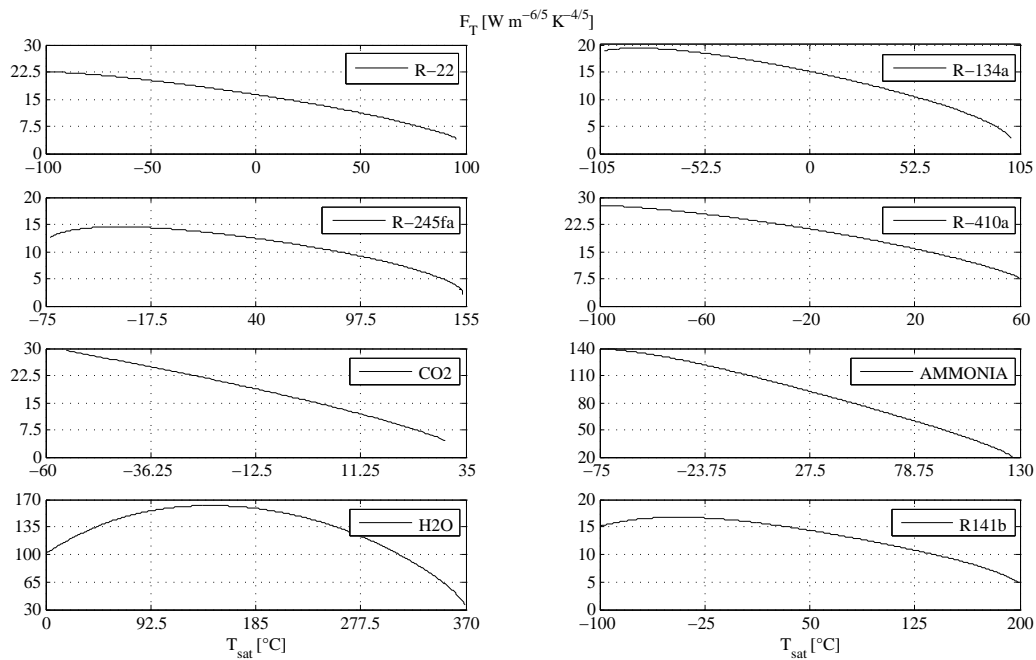 F_T [W m^−6/5 K^−4/5]
30
22.5
15
7.5
0
−100 −50 0 50 100
R−22
20
15
10
5
0
−105 −52.5 0 52.5 105
R−134a
20
15
10
5
0
−75 −17.5 40 97.5 155
R−245fa
30
22.5
15
7.5
0
−100 −60 −20 20 60
R−410a
30
22.5
15
7.5
0
−60 −36.25 −12.5 11.25 35
CO2
140
110
80
50
20
−75 −23.75 27.5 78.75 130
AMMONIA
170
135
100
65
30
0 92.5 185 277.5 370
H2O
T_sat [°C]
20
15
10
5
0
−100 −25 50 125 200
R141b
T_sat [°C]